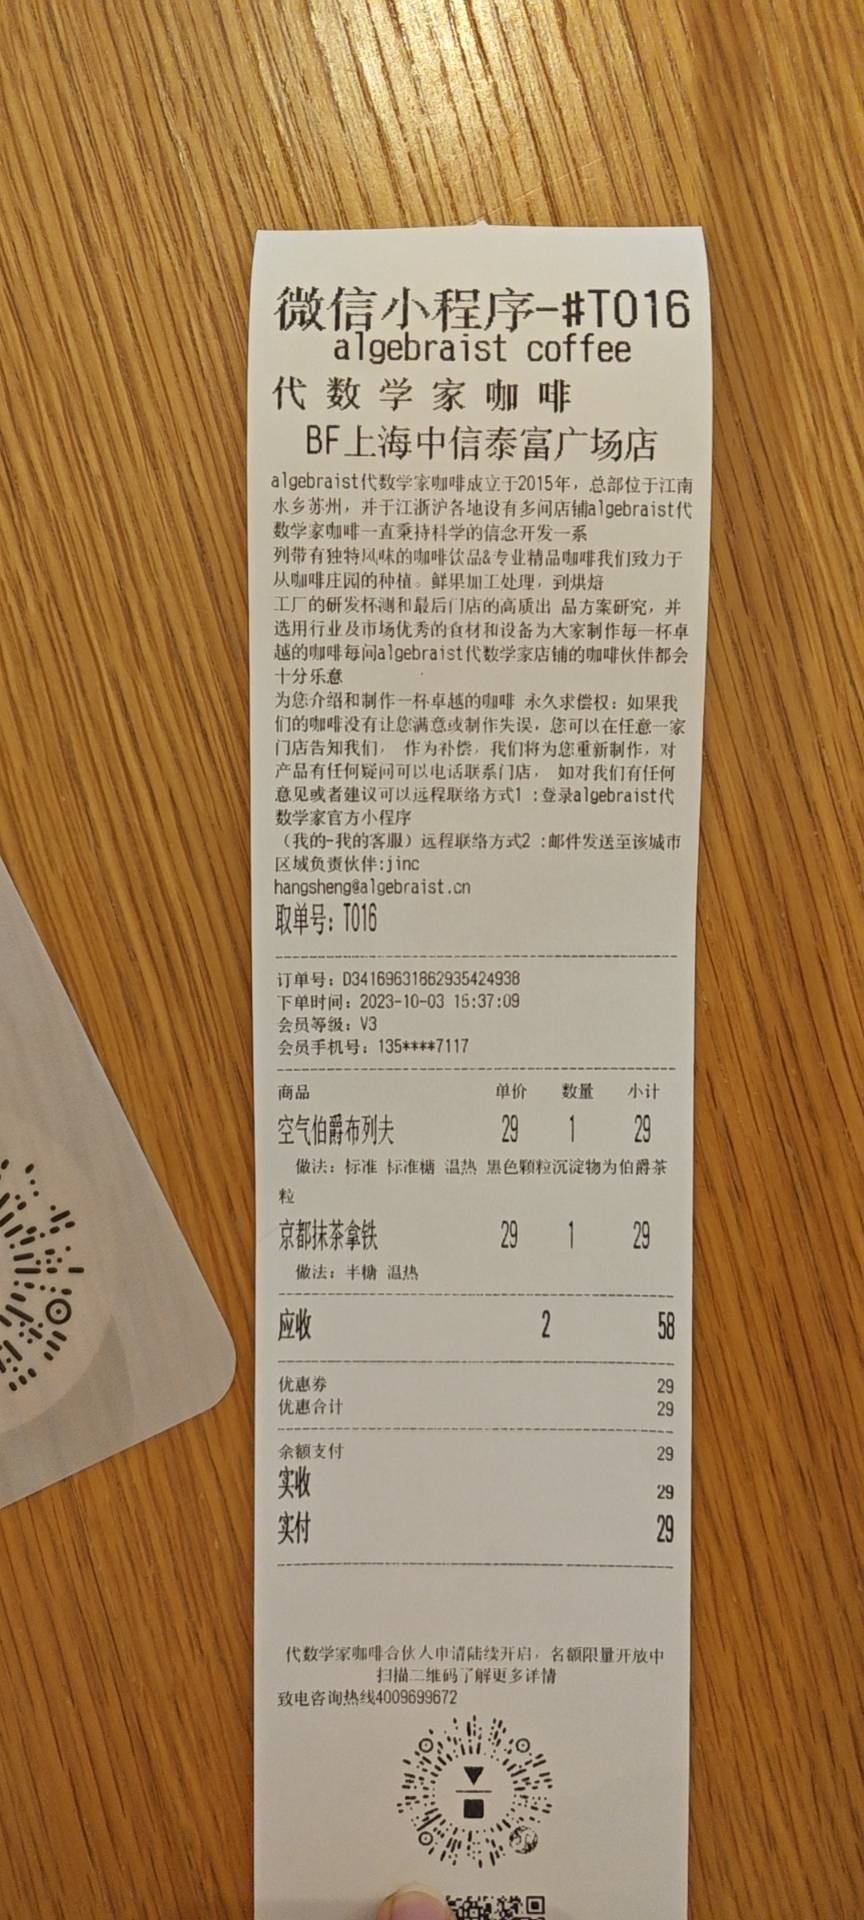 微信小程序-#T016
algebraist coffee
代数学家咖啡
BF上海中信泰富广场店
algebraist代数学家咖啡成立于2015年，总部位于江南
水乡苏州，并于江浙沪各地设有多间店铺algebraist代
数学家咖啡一直秉持科学的信念开发一系
列带有独特风味的咖啡饮品&专业精品咖啡我们致力于
从咖啡庄园的种植。鲜果加工处理，到烘焙
工厂的研发杯测和最后门店的高质出 品方案研究，并
选用行业及市场优秀的食材和设备为大家制作每一杯卓
越的咖啡每间algebraist代数学家店铺的咖啡伙伴都会
十分乐意
为您介绍和制作一杯卓越的咖啡 永久求偿权：如果我
们的咖啡没有让您满意或制作失误，您可以在任意一家
门店告知我们， 作为补偿，我们将为您重新制作，对
产品有任何疑问可以电话联系门店， 如对我们有任何
意见或者建议可以远程联络方式1 :登录algebraist代
数学家官方小程序
（我的-我的客服）远程联络方式2 :邮件发送至该城市
区域负责伙伴:jinc
hangsheng@algebraist.cn
取单号：T016
订单号：D34169631862935424938
下单时间：2023-10-03 15:37:09
会员等级：V3
会员手机号：135****7117
商品 单价 数量 小计
空气伯爵布列夫 29 1 29
做法：标准 标准糖 温热 黑色颗粒沉淀物为伯爵茶
粒
京都抹茶拿铁 29 1 29
做法：半糖 温热
应收 2 58
优惠券 29
优惠合计 29
余额支付 29
实收 29
实付 29
代数学家咖啡合伙人申请陆续开启，名额限量开放中
扫描二维码了解更多详情
致电咨询热线4009699672